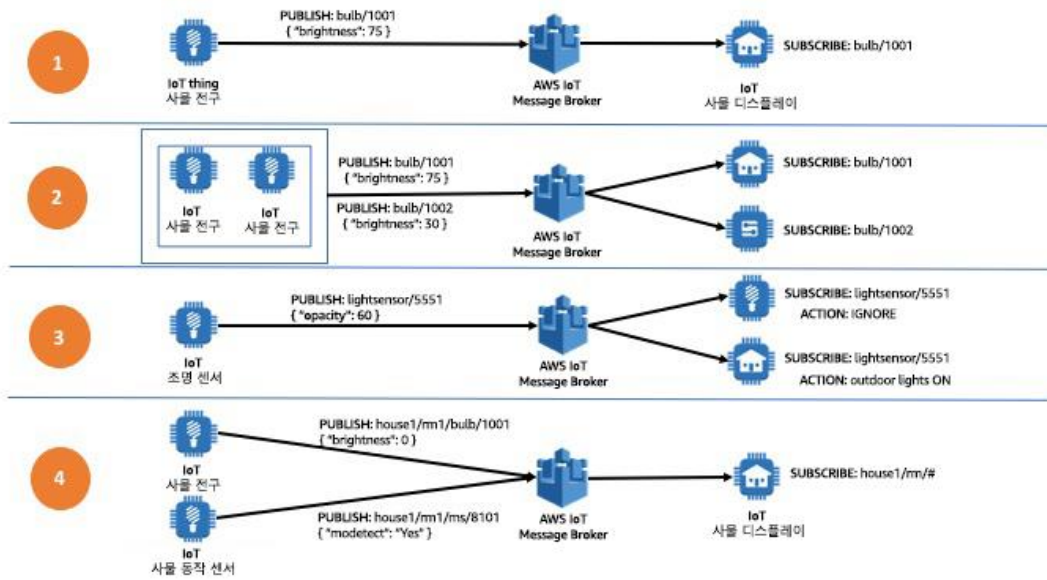 1
PUBLISH: bulb/1001
{ "brightness": 75 }
IoT thing
사물 전구
AWS IoT
Message Broker
SUBSCRIBE: bulb/1001
IoT
사물 디스플레이
2
IoT
사물 전구
IoT
사물 전구
PUBLISH: bulb/1001
{ "brightness": 75 }
PUBLISH: bulb/1002
{ "brightness": 30 }
AWS IoT
Message Broker
SUBSCRIBE: bulb/1001
SUBSCRIBE: bulb/1002
3
IoT
조명 센서
PUBLISH: lightsensor/5551
{ "opacity": 60 }
AWS IoT
Message Broker
SUBSCRIBE: lightsensor/5551
ACTION: IGNORE
SUBSCRIBE: lightsensor/5551
ACTION: outdoor lights ON
4
IoT
사물 전구
IoT
사물 동작 센서
PUBLISH: house1/rm1/bulb/1001
{ "brightness": 0 }
PUBLISH: house1/rm1/ms/8101
{ "modetect": "Yes" }
AWS IoT
Message Broker
SUBSCRIBE: house1/rm/#
IoT
사물 디스플레이